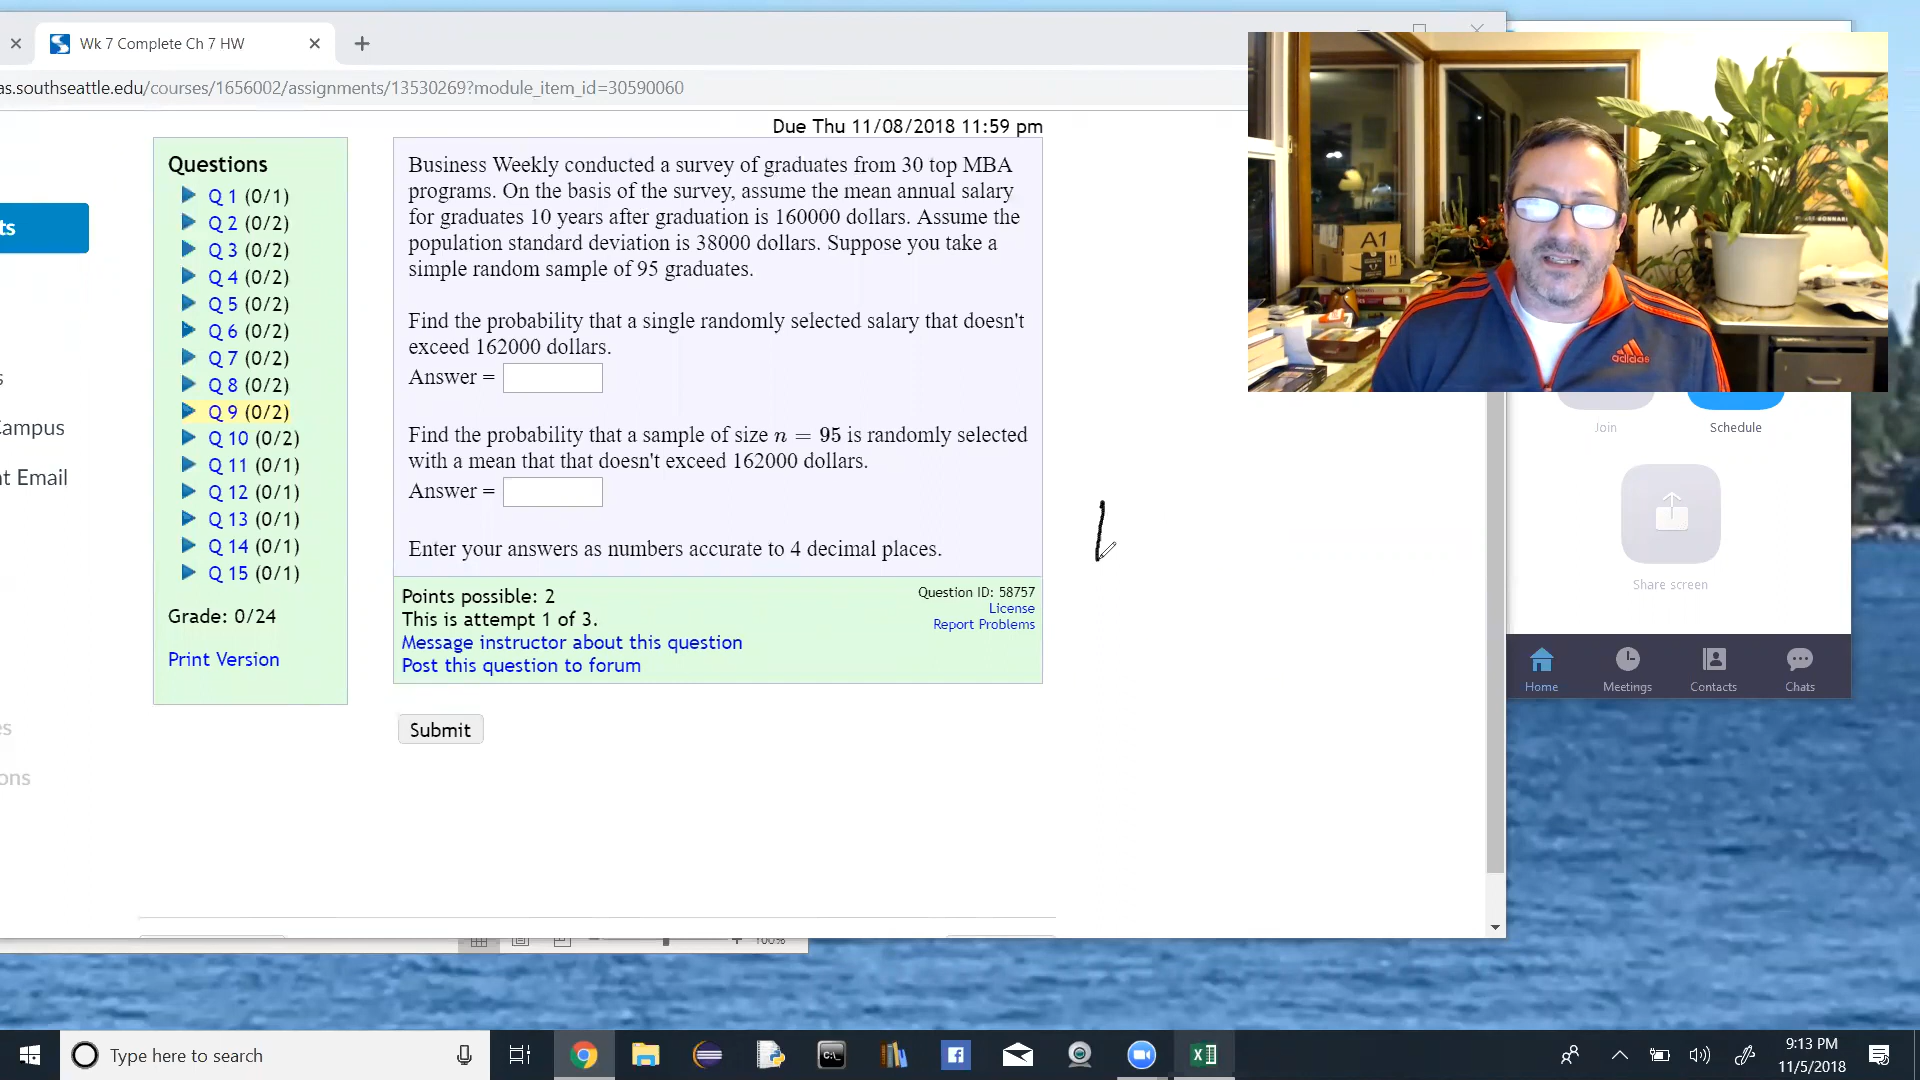 Wk 7 Complete Ch 7 HW
as.southseattle.edu/courses/1656002/assignments/13530269?module_item_id=30590060
Due Thu 11/08/2018 11:59 pm
ts
s
Campus
nt Email
es
ons
Questions
Q 1 (0/1)
Q 2 (0/2)
Q 3 (0/2)
Q 4 (0/2)
Q 5 (0/2)
Q 6 (0/2)
Q 7 (0/2)
Q 8 (0/2)
Q 9 (0/2)
Q 10 (0/2)
Q 11 (0/1)
Q 12 (0/1)
Q 13 (0/1)
Q 14 (0/1)
Q 15 (0/1)
Grade: 0/24
Print Version
Business Weekly conducted a survey of graduates from 30 top MBA
programs. On the basis of the survey, assume the mean annual salary
for graduates 10 years after graduation is 160000 dollars. Assume the
population standard deviation is 38000 dollars. Suppose you take a
simple random sample of 95 graduates.
Find the probability that a single randomly selected salary that doesn't
exceed 162000 dollars.
Answer =
Find the probability that a sample of size n = 95 is randomly selected
with a mean that that doesn't exceed 162000 dollars.
Answer =
Enter your answers as numbers accurate to 4 decimal places.
Points possible: 2
This is attempt 1 of 3.
Message instructor about this question
Post this question to forum
Question ID: 58757
License
Report Problems
Submit
A1
adidas
Join
Schedule
Share screen
Home
Meetings
Contacts
Chats
100%
Type here to search
9:13 PM
11/5/2018